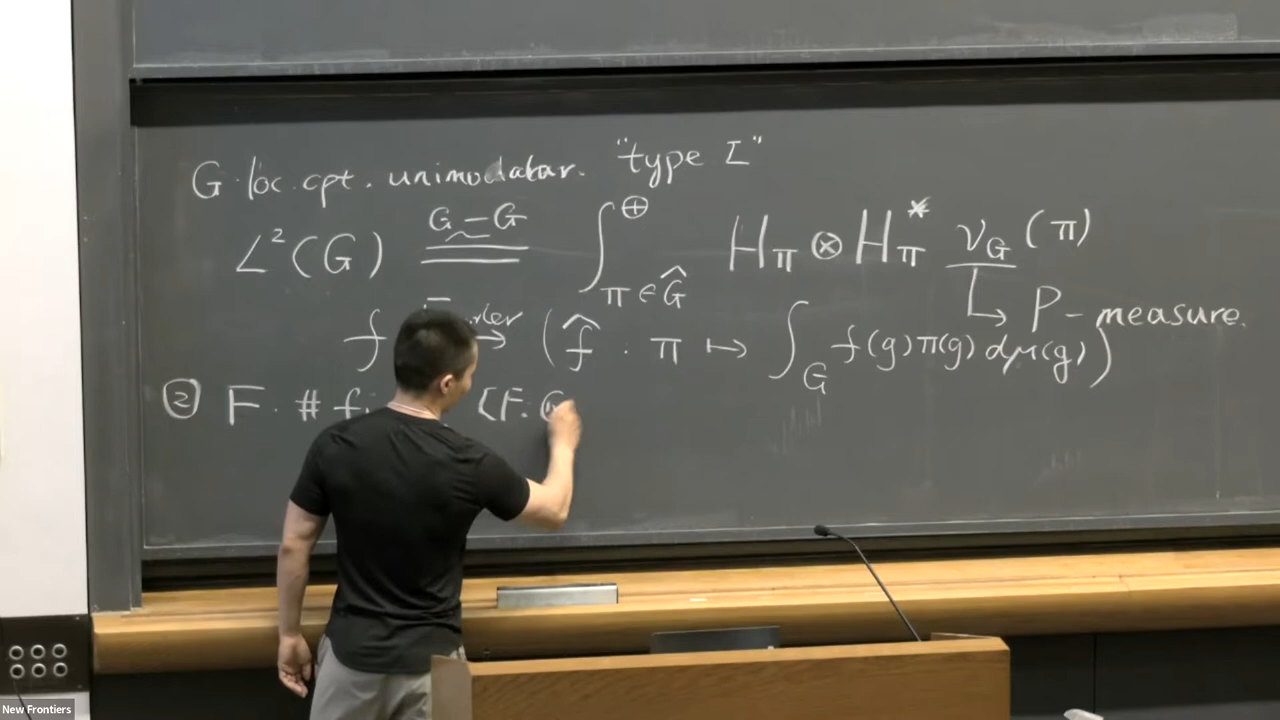 G. loc. cpt. unimodular. "type I"
L²(G) ≅ G-G ∫^⊕_{π∈Ĝ} H_π ⊗ H_π^* ν_G(π)
↳ P-measure.
f → (f̂ . π ↦ ∫_G f(g)π(g) dμ(g))
② F. # [F.
New Frontiers